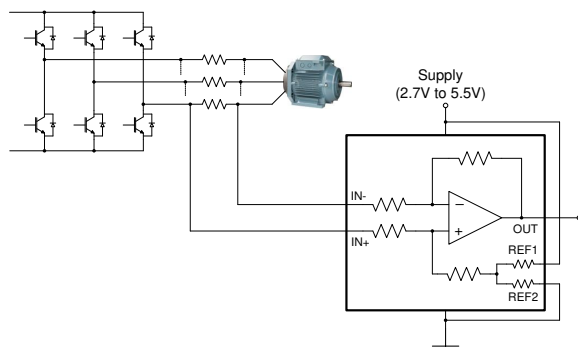 Supply
(2.7V to 5.5V)
IN-
−
+
IN+
OUT
REF1
REF2